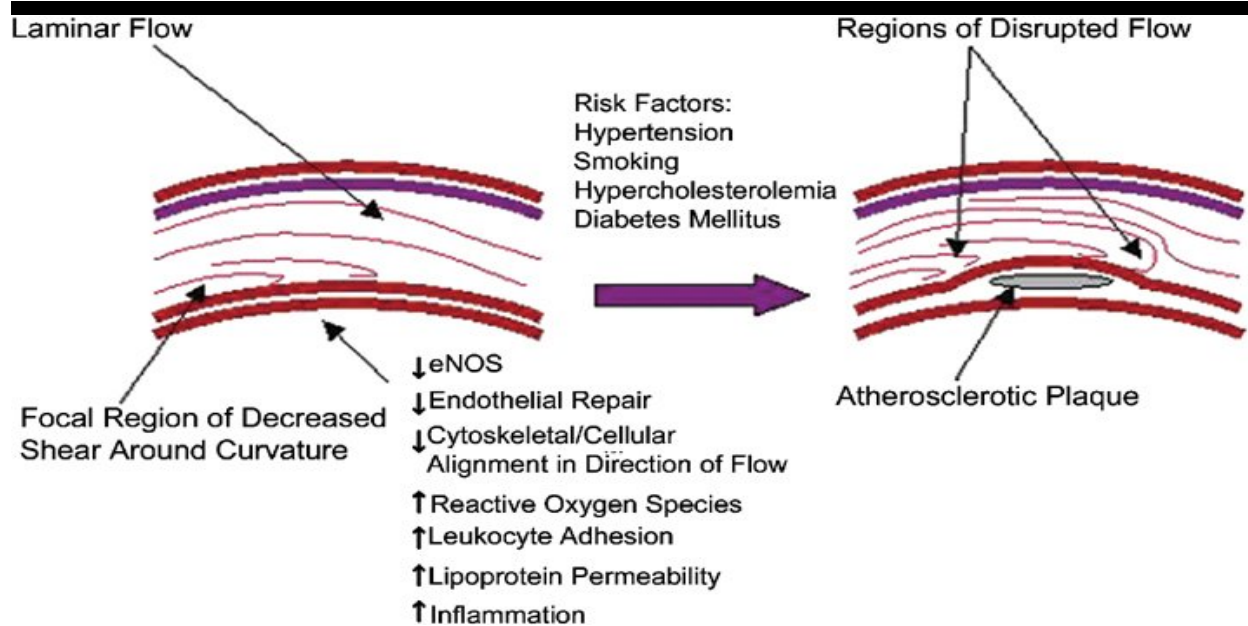 Laminar Flow
Regions of Disrupted Flow
Risk Factors:
Hypertension
Smoking
Hypercholesterolemia
Diabetes Mellitus
Focal Region of Decreased
Shear Around Curvature
↓eNOS
↓Endothelial Repair
↓Cytoskeletal/Cellular
Alignment in Direction of Flow
↑Reactive Oxygen Species
↑Leukocyte Adhesion
↑Lipoprotein Permeability
↑Inflammation
Atherosclerotic Plaque